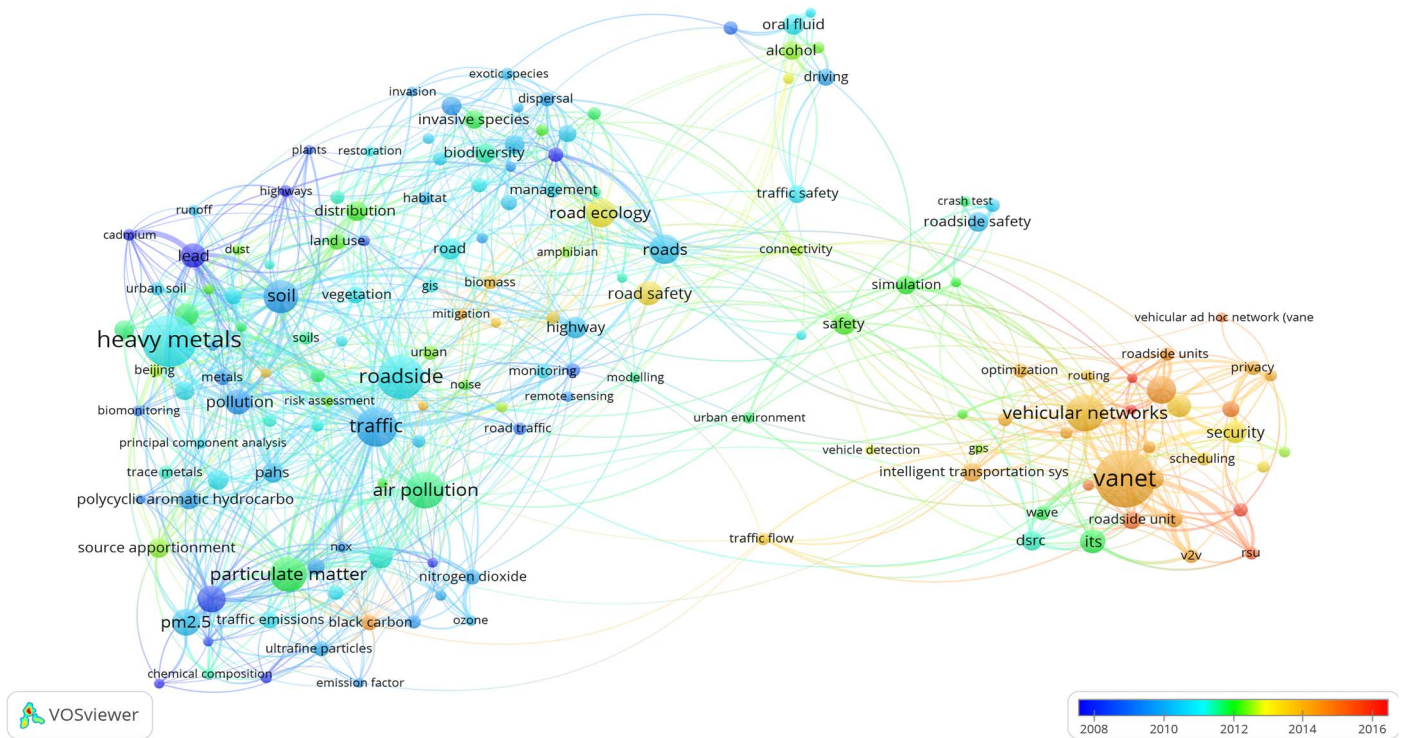 oral fluid
alcohol
exotic species
driving
invasion
dispersal
invasive species
plants
restoration
biodiversity
highways
habitat
management
traffic safety
crash test
runoff
distribution
road ecology
roadside safety
cadmium
dust
land use
road
roads
amphibian
connectivity
lead
urban soil
soil
vegetation
gis
biomass
road safety
simulation
mitigation
vehicular ad hoc network (vane
heavy metals
soils
highway
safety
urban
roadside units
beijing
metals
roadside
noise
monitoring
modelling
optimization
routing
privacy
biomonitoring
pollution
risk assessment
remote sensing
urban environment
vehicular networks
traffic
road traffic
security
principal component analysis
vehicle detection
gps
scheduling
trace metals
pahs
intelligent transportation sys
vanet
polycyclic aromatic hydrocarbo
air pollution
wave
roadside unit
source apportionment
nox
traffic flow
dsrc
its
v2v
rsu
particulate matter
nitrogen dioxide
pm2.5
traffic emissions
black carbon
ozone
ultrafine particles
chemical composition
emission factor
VOSviewer
2008 2010 2012 2014 2016